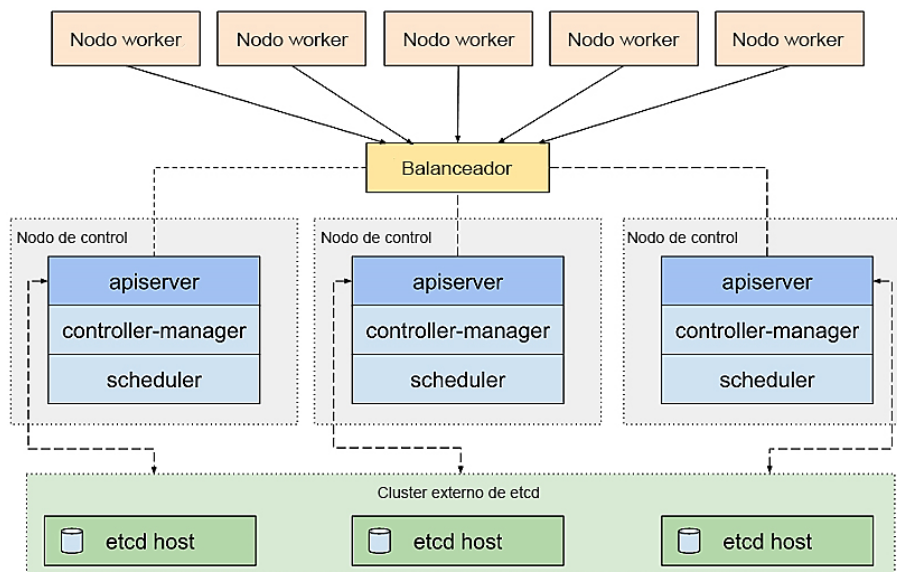 Nodo worker
Nodo worker
Nodo worker
Nodo worker
Nodo worker
Balanceador
Nodo de control
apiserver
controller-manager
scheduler
Nodo de control
apiserver
controller-manager
scheduler
Nodo de control
apiserver
controller-manager
scheduler
Cluster externo de etcd
etcd host
etcd host
etcd host